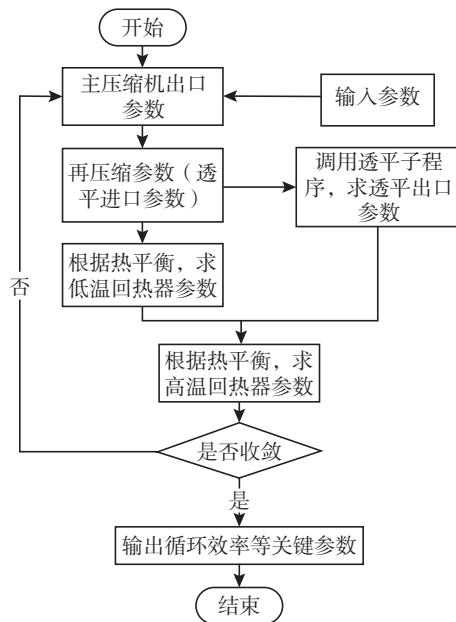 开始
主压缩机出口
参数
输入参数
再压缩参数（透
平进口参数）
调用透平子程
序，求透平出口
参数
根据热平衡，求
低温回热器参数
否
根据热平衡，求
高温回热器参数
是否收敛
是
输出循环效率等关键参数
结束